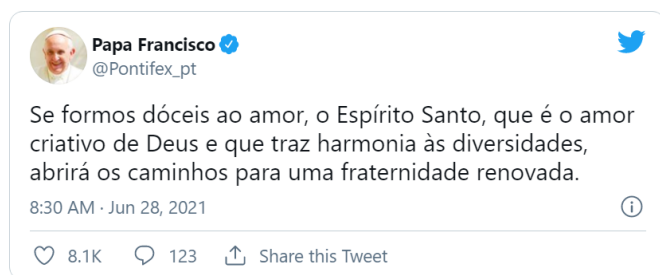 Papa Francisco
@Pontifex_pt
Se formos dóceis ao amor, o Espírito Santo, que é o amor
criativo de Deus e que traz harmonia às diversidades,
abrirá os caminhos para uma fraternidade renovada.
8:30 AM · Jun 28, 2021
8.1K 123 Share this Tweet